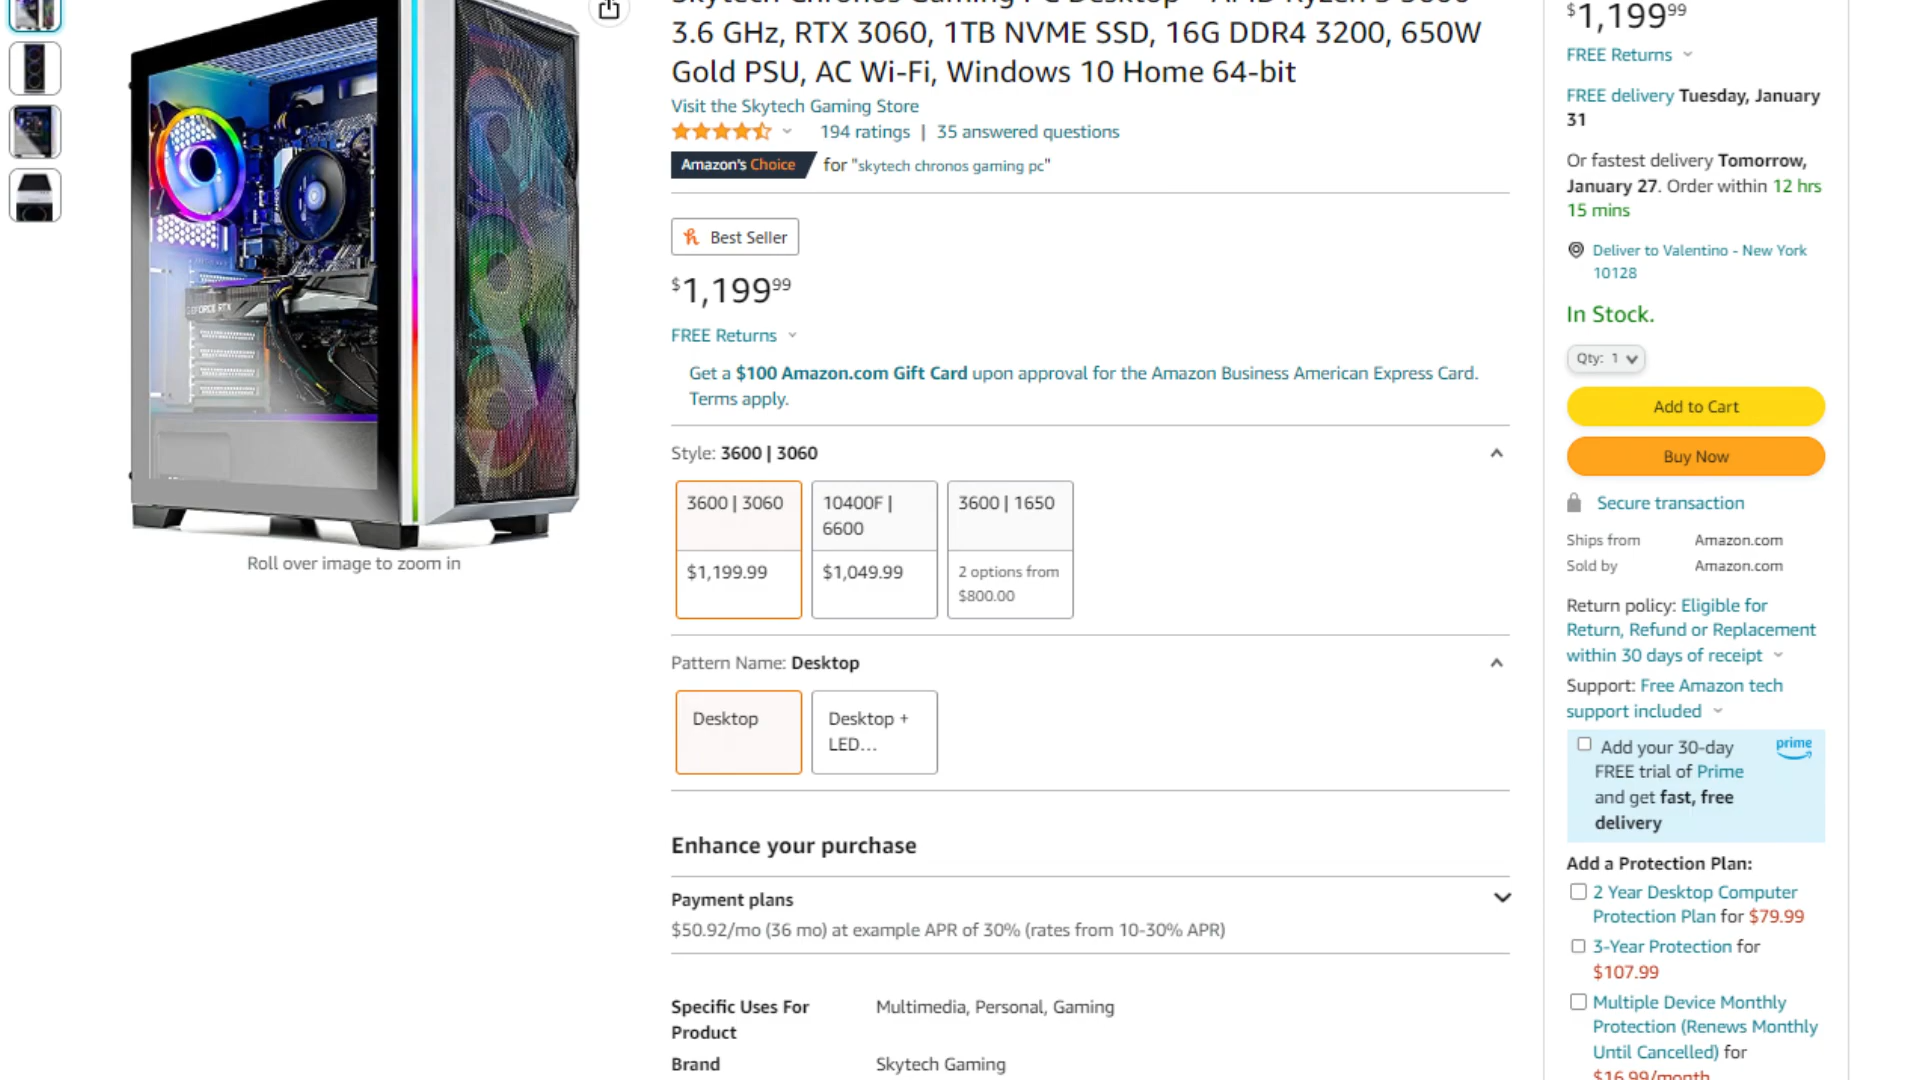 3.6 GHz, RTX 3060, 1TB NVME SSD, 16G DDR4 3200, 650W
Gold PSU, AC Wi-Fi, Windows 10 Home 64-bit
Visit the Skytech Gaming Store
194 ratings | 35 answered questions
Amazon's Choice for "skytech chronos gaming pc"
Best Seller
$1,199 99
FREE Returns
Get a $100 Amazon.com Gift Card upon approval for the Amazon Business American Express Card.
Terms apply.
Style: 3600 | 3060
3600 | 3060
$1,199.99
10400F |
6600
$1,049.99
3600 | 1650
2 options from
$800.00
Pattern Name: Desktop
Desktop
Desktop +
LED...
Enhance your purchase
Payment plans
$50.92/mo (36 mo) at example APR of 30% (rates from 10-30% APR)
Specific Uses For
Product
Multimedia, Personal, Gaming
Brand
Skytech Gaming
GEFORCE RTX
Roll over image to zoom in
$1,199 99
FREE Returns
FREE delivery Tuesday, January
31
Or fastest delivery Tomorrow,
January 27. Order within 12 hrs
15 mins
Deliver to Valentino - New York
10128
In Stock.
Qty: 1
Add to Cart
Buy Now
Secure transaction
Ships from Amazon.com
Sold by Amazon.com
Return policy: Eligible for
Return, Refund or Replacement
within 30 days of receipt
Support: Free Amazon tech
support included
Add your 30-day
FREE trial of Prime
and get fast, free
delivery
prime
Add a Protection Plan:
2 Year Desktop Computer
Protection Plan for $79.99
3-Year Protection for
$107.99
Multiple Device Monthly
Protection (Renews Monthly
Until Cancelled) for
$16.99/month